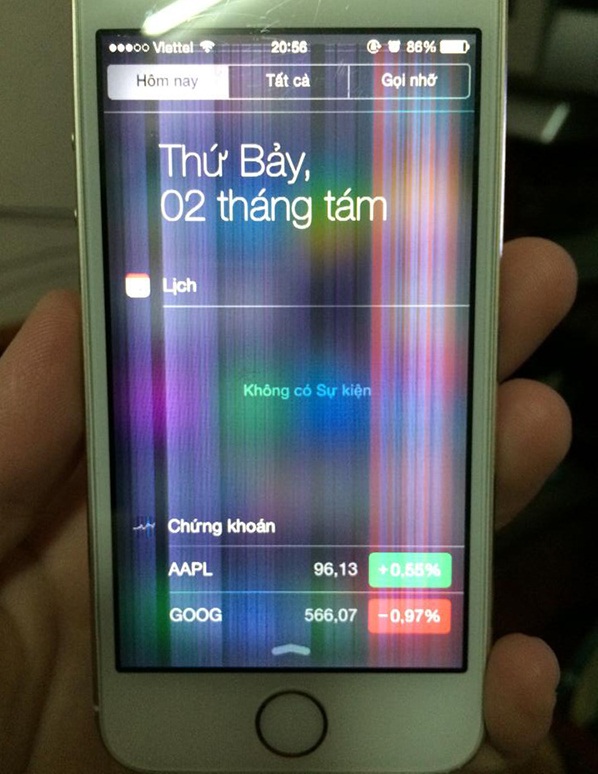 Viettel 20:56 86%
Hôm nay Tất cả Gọi nhỡ
Thứ Bảy,
02 tháng tám
Lịch
Không có Sự kiện
Chứng khoán
AAPL 96,13 +0,55%
GOOG 566,07 −0,97%